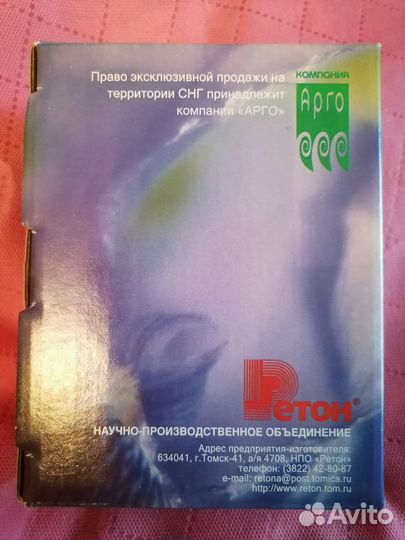 Право эксклюзивной продажи на
территории СНГ принадлежит
компании «АРГО»
КОМПАНИЯ
Арго
Ретон®
НАУЧНО-ПРОИЗВОДСТВЕННОЕ ОБЪЕДИНЕНИЕ
Адрес предприятия-изготовителя:
634041, г.Томск-41, а/я 4708, НПО «Ретон»
телефон: (3822) 42-80-87
e-mail: retona@post.tomica.ru
http://www.reton.tom.ru
Avito